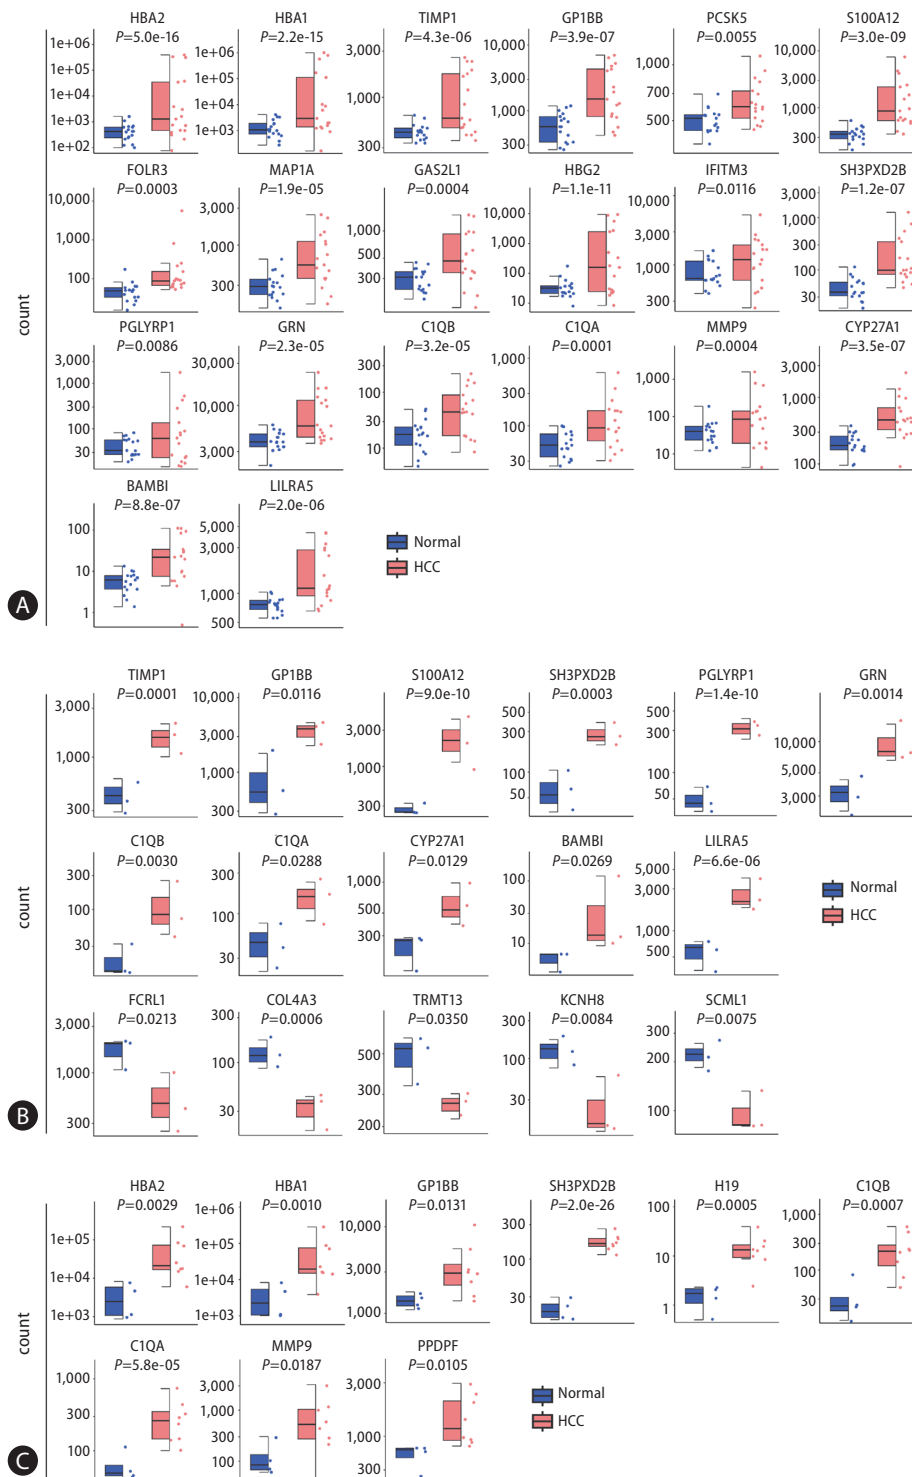 HBA2 HBA1 TIMP1 GP1BB PCSK5 S100A12
P=5.0e-16 P=2.2e-15 P=4.3e-06 P=3.9e-07 P=0.0055 P=3.0e-09
1e+06 1e+05 1e+04 1e+03 1e+02
1e+06 1e+05 1e+04 1e+03
3,000 1,000 300
10,000 3,000 1,000 300
1,000 700 500
10,000 3,000 1,000 300
FOLR3 MAP1A GAS2L1 HBG2 IFITM3 SH3PXD2B
P=0.0003 P=1.9e-05 P=0.0004 P=1.1e-11 P=0.0116 P=1.2e-07
10,000 1,000 100
3,000 1,000 300
1,000 500 300
10,000 1,000 100 10
10,000 3,000 1,000 300
1,000 300 100 30
count
PGLYRP1 GRN C1QB C1QA MMP9 CYP27A1
P=0.0086 P=2.3e-05 P=3.2e-05 P=0.0001 P=0.0004 P=3.5e-07
3,000 1,000 300 100 30
30,000 10,000 3,000
300 100 30 10
1,000 300 100 30
1,000 100 10
3,000 1,000 300 100
BAMBI LILRA5
P=8.8e-07 P=2.0e-06
100 10 1
5,000 3,000 1,000 500
Normal
HCC
A
TIMP1 GP1BB S100A12 SH3PXD2B PGLYRP1 GRN
P=0.0001 P=0.0116 P=9.0e-10 P=0.0003 P=1.4e-10 P=0.0014
3,000 1,000 300
10,000 3,000 1,000 300
3,000 1,000 300
500 300 100 50
500 300 100 50
10,000 5,000 3,000
C1QB C1QA CYP27A1 BAMBI LILRA5
P=0.0030 P=0.0288 P=0.0129 P=0.0269 P=6.6e-06
300 100 30
300 100 30
1,000 500 300
100 30 10
5,000 3,000 1,000 500
Normal
HCC
count
FCRL1 COL4A3 TRMT13 KCNH8 SCML1
P=0.0213 P=0.0006 P=0.0350 P=0.0084 P=0.0075
3,000 1,000 300
300 100 30
500 300 200
300 100 30
300 200 100
B
HBA2 HBA1 GP1BB SH3PXD2B H19 C1QB
P=0.0029 P=0.0010 P=0.0131 P=2.0e-26 P=0.0005 P=0.0007
1e+06 1e+05 1e+04 1e+03
1e+06 1e+05 1e+04 1e+03
10,000 3,000 1,000
300 100 30
100 10 1
1,000 300 100 30
count
C1QA MMP9 PPDPF
P=5.8e-05 P=0.0187 P=0.0105
1,000 300 100
3,000 1,000 300 100
3,000 1,000 300
Normal
HCC
C